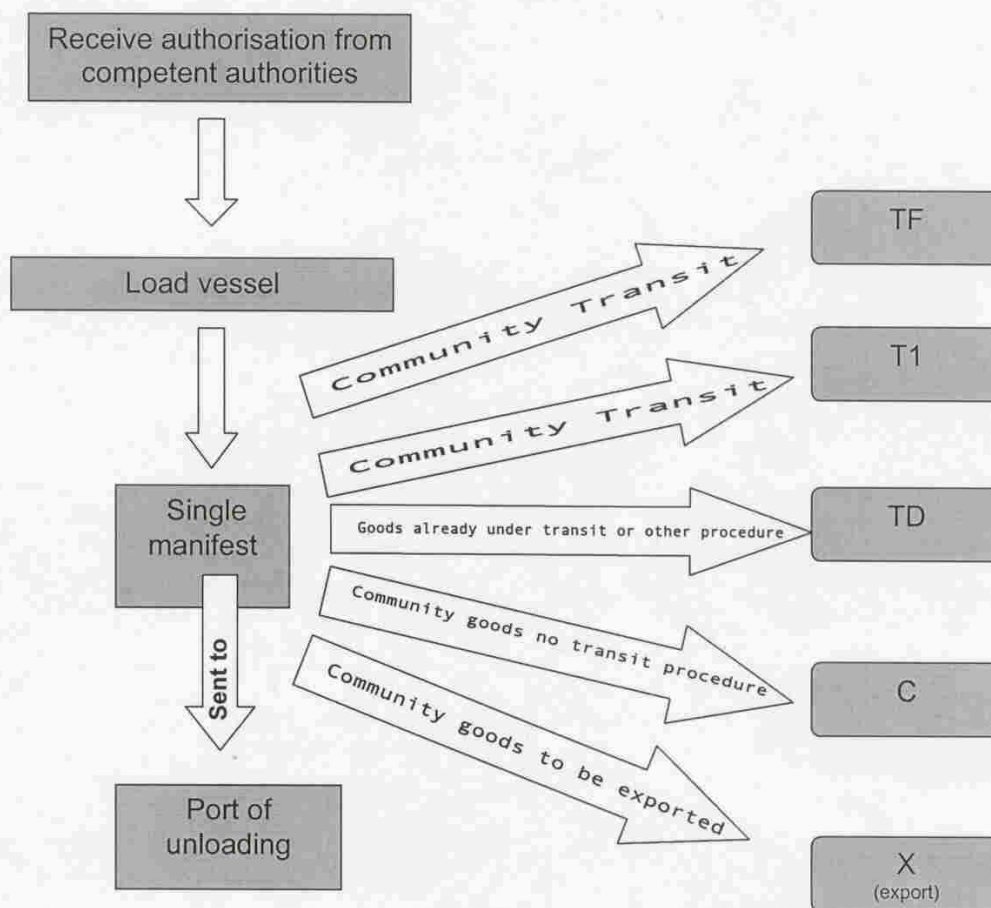 Receive authorisation from
competent authorities
Load vessel
Single
manifest
Sent to
Port of
unloading
Community Transit
TF
Community Transit
T1
Goods already under transit or other procedure
TD
Community goods no transit procedure
C
Community goods to be exported
X
(export)